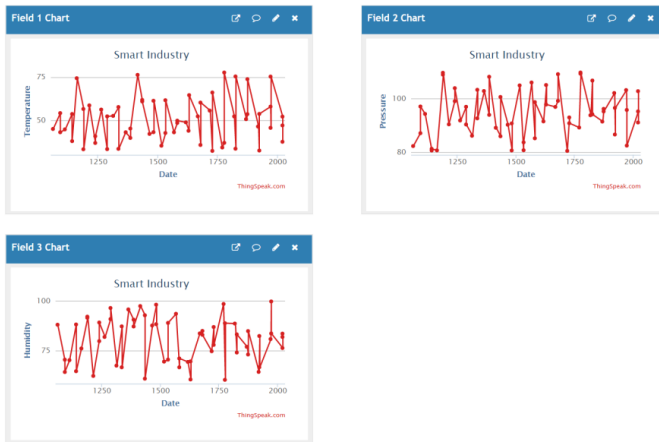 Field 1 Chart
Smart Industry
Temperature
75
50
1250
1500
1750
2000
Date
ThingSpeak.com
Field 2 Chart
Smart Industry
Pressure
100
80
1250
1500
1750
2000
Date
ThingSpeak.com
Field 3 Chart
Smart Industry
Humidity
100
75
1250
1500
1750
2000
Date
ThingSpeak.com